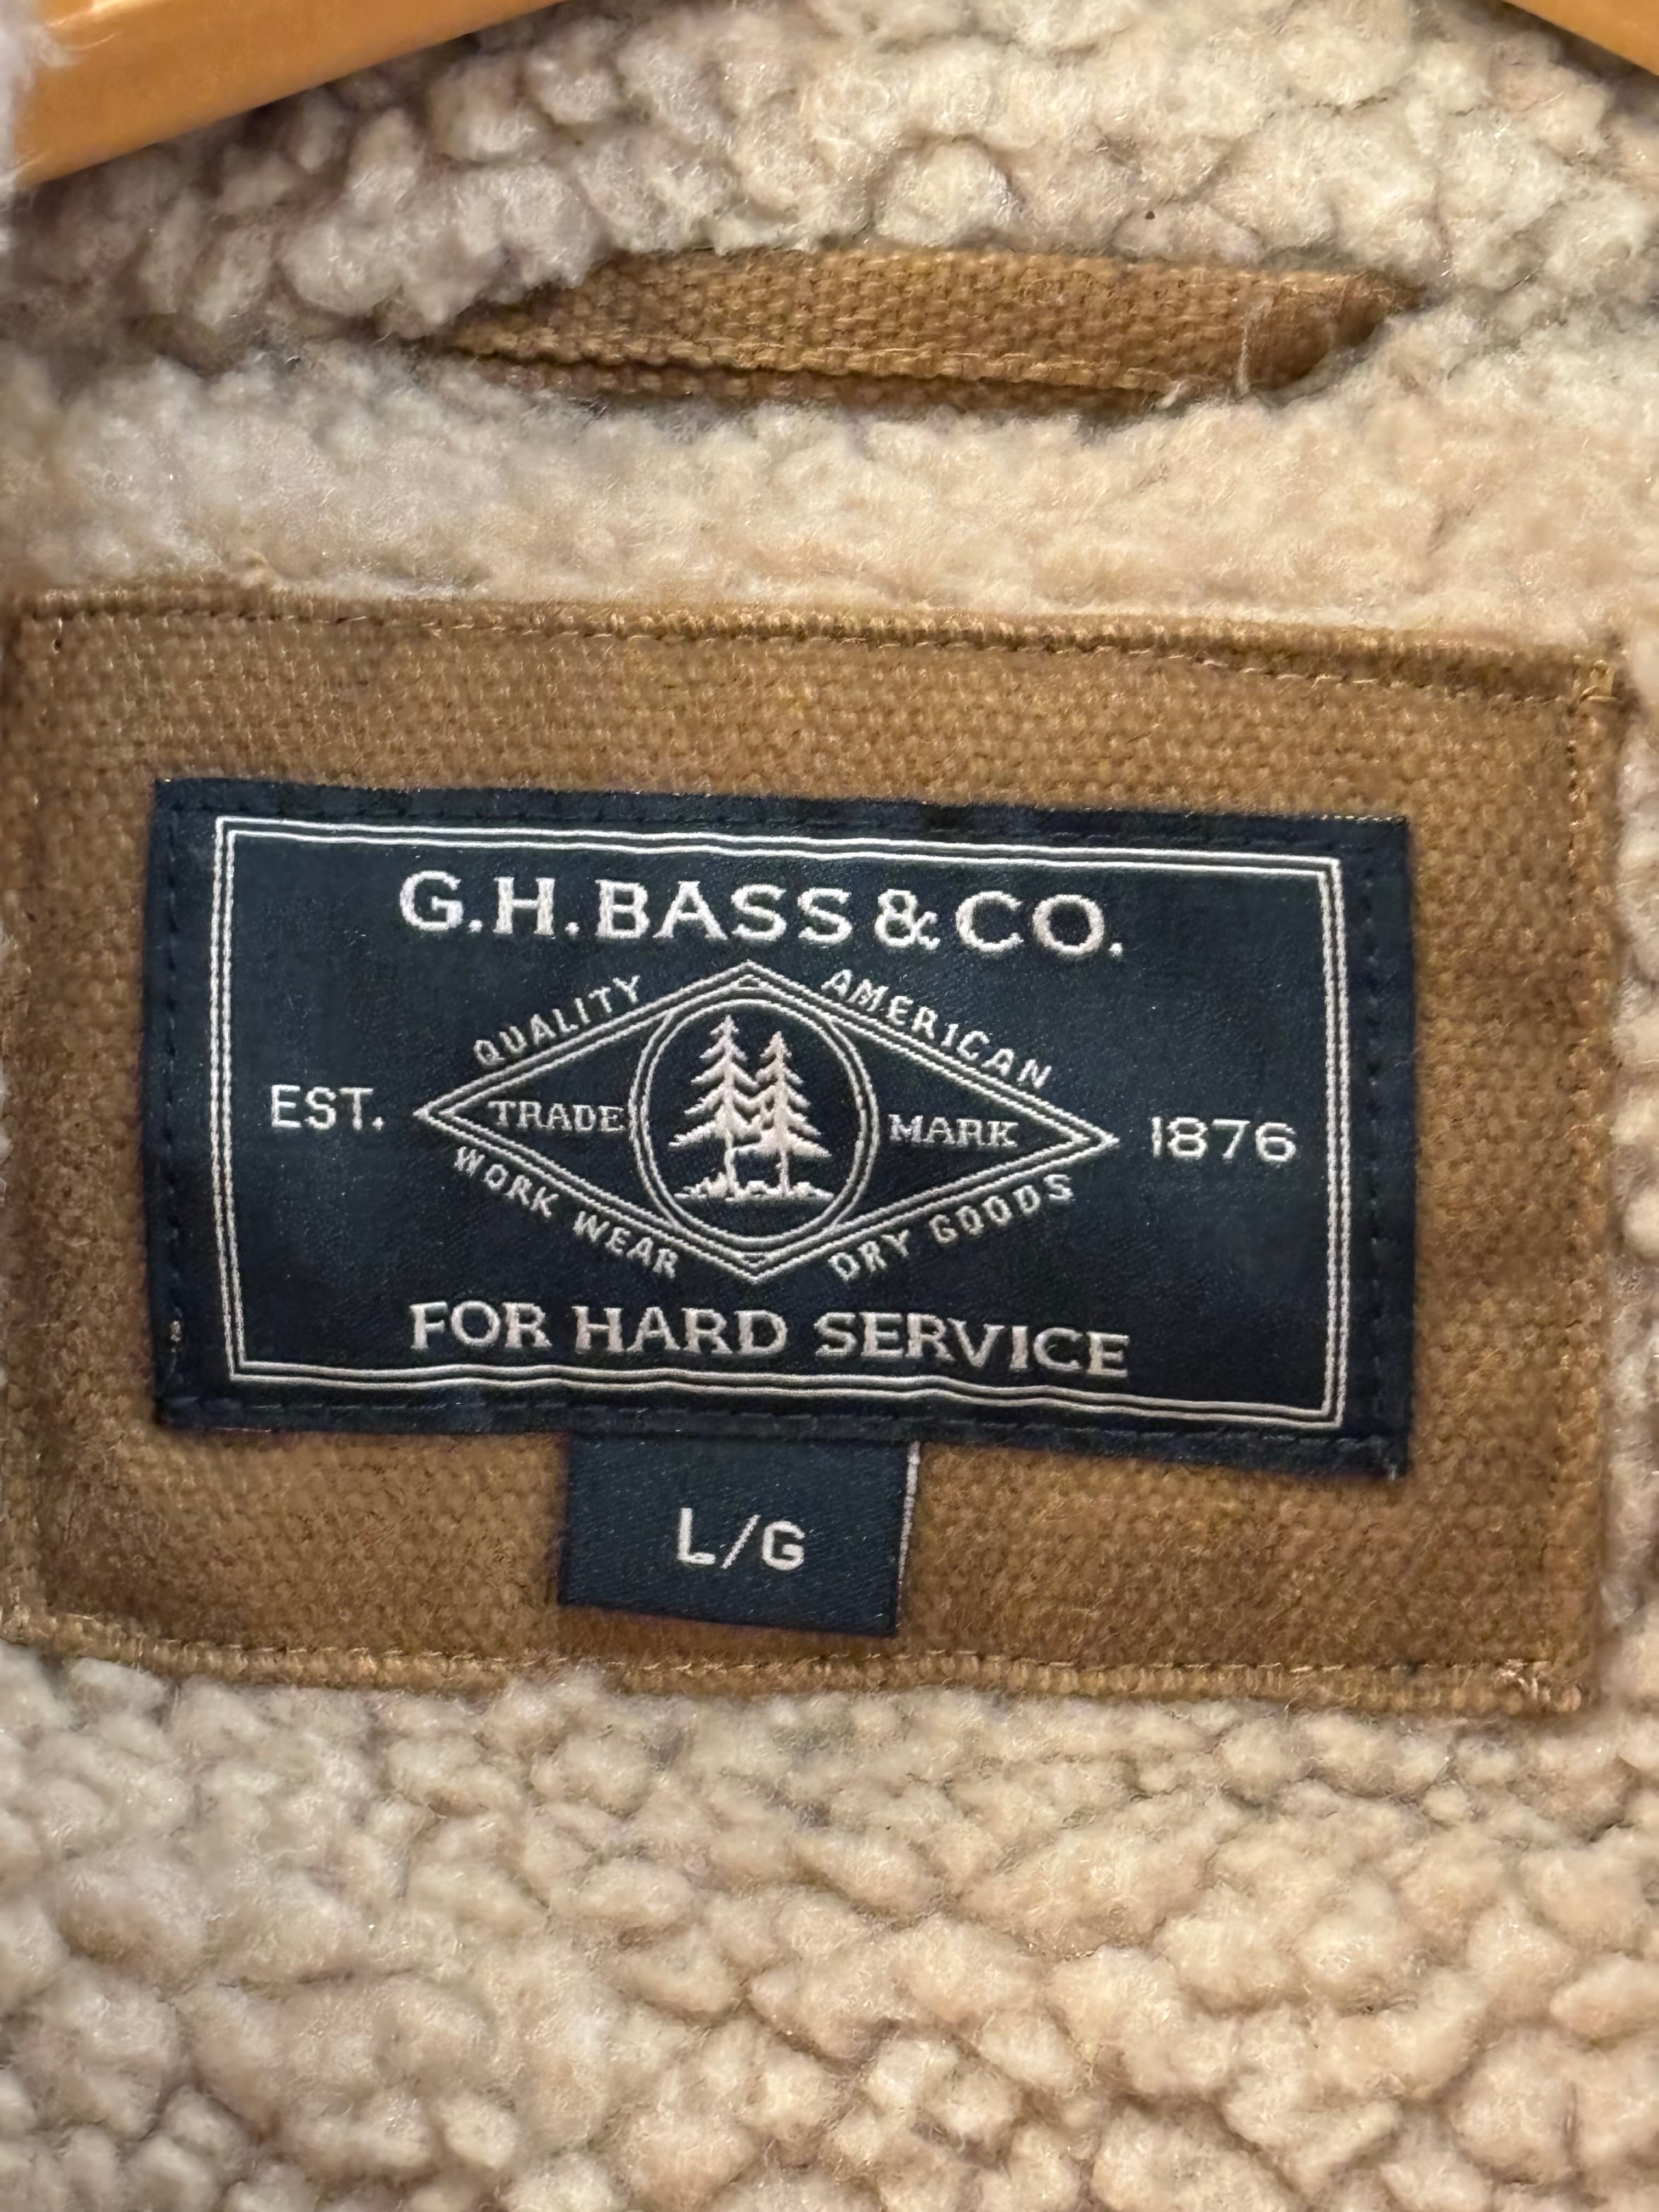 G.H. BASS & CO.
QUALITY AMERICAN
EST. TRADE MARK 1876
WORK WEAR DRY GOODS
FOR HARD SERVICE
L/G